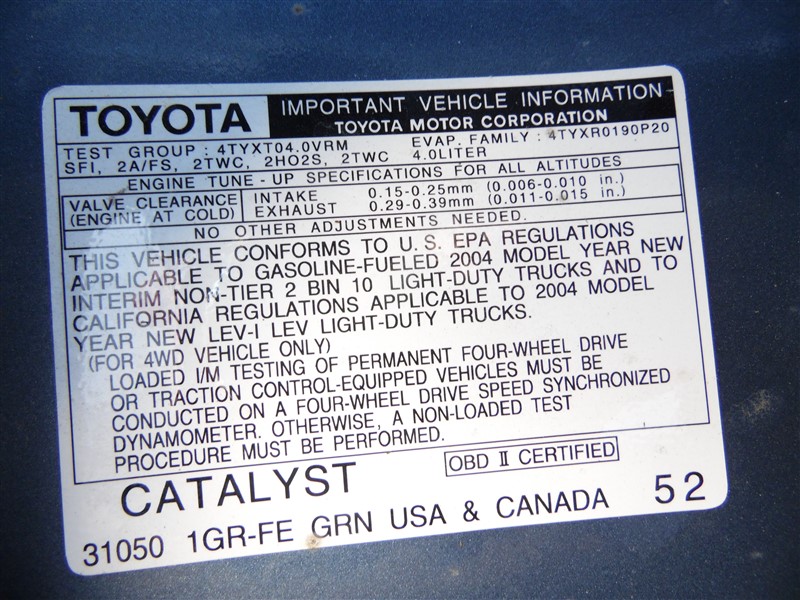 TOYOTA
IMPORTANT VEHICLE INFORMATION
TOYOTA MOTOR CORPORATION
TEST GROUP : 4TYXT04.0VRM EVAP. FAMILY : 4TYXR0190P20
SFI, 2A/FS, 2TWC, 2HO2S, 2TWC 4.0LITER
ENGINE TUNE - UP SPECIFICATIONS FOR ALL ALTITUDES
VALVE CLEARANCE INTAKE 0.15-0.25mm (0.006-0.010 in.)
(ENGINE AT COLD) EXHAUST 0.29-0.39mm (0.011-0.015 in.)
NO OTHER ADJUSTMENTS NEEDED.
THIS VEHICLE CONFORMS TO U.S. EPA REGULATIONS
APPLICABLE TO GASOLINE-FUELED 2004 MODEL YEAR NEW
INTERIM NON-TIER 2 BIN 10 LIGHT-DUTY TRUCKS AND TO
CALIFORNIA REGULATIONS APPLICABLE TO 2004 MODEL
YEAR NEW LEV-I LEV LIGHT-DUTY TRUCKS.
(FOR 4WD VEHICLE ONLY)
LOADED I/M TESTING OF PERMANENT FOUR-WHEEL DRIVE
OR TRACTION CONTROL-EQUIPPED VEHICLES MUST BE
CONDUCTED ON A FOUR-WHEEL DRIVE SPEED SYNCHRONIZED
DYNAMOMETER. OTHERWISE, A NON-LOADED TEST
PROCEDURE MUST BE PERFORMED.
CATALYST OBD II CERTIFIED
31050 1GR-FE GRN USA & CANADA 52